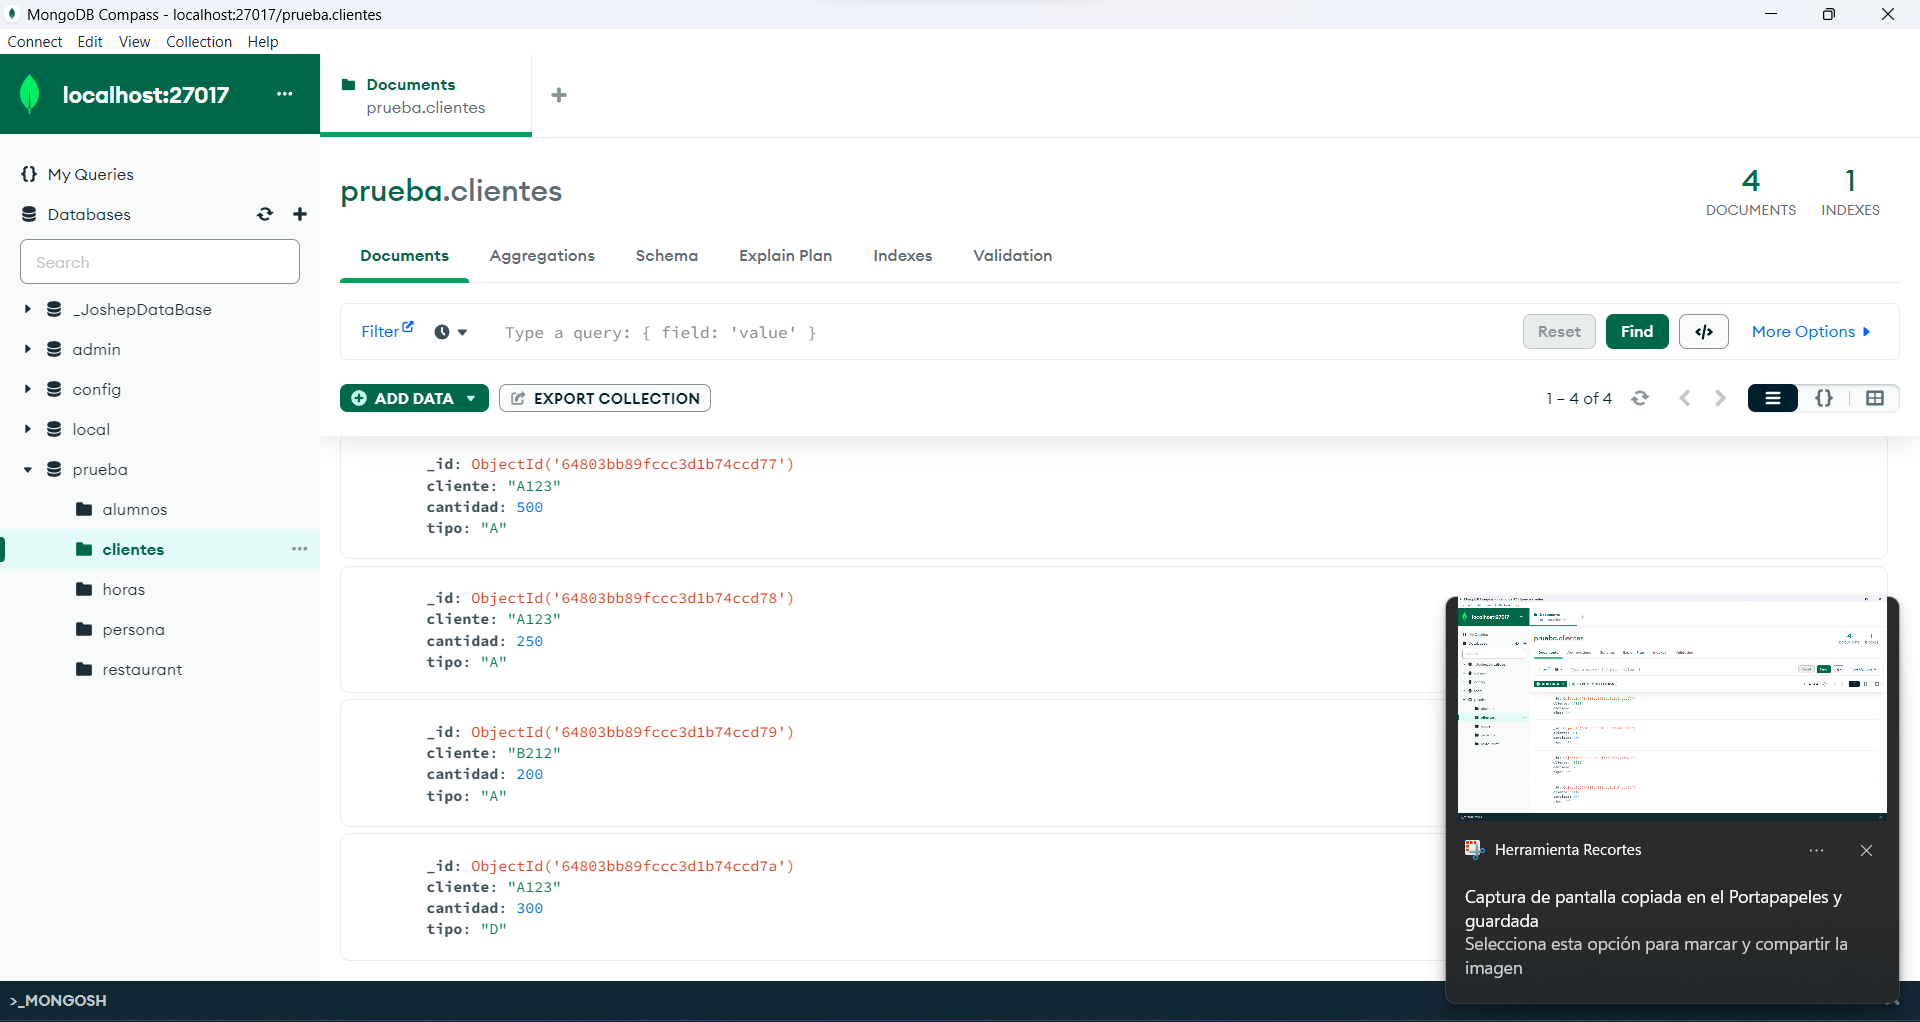 MongoDB Compass - localhost:27017/prueba.clientes
Connect Edit View Collection Help
localhost:27017 ...
Documents
prueba.clientes
{} My Queries
Databases
Search
_JoshepDataBase
admin
config
local
prueba
alumnos
clientes
horas
persona
restaurant
prueba.clientes
4
DOCUMENTS
1
INDEXES
Documents Aggregations Schema Explain Plan Indexes Validation
Filter Type a query: { field: 'value' } Reset Find </> More Options
ADD DATA EXPORT COLLECTION 1 – 4 of 4 {}
_id: ObjectId('64803bb89fccc3d1b74ccd77')
cliente: "A123"
cantidad: 500
tipo: "A"
_id: ObjectId('64803bb89fccc3d1b74ccd78')
cliente: "A123"
cantidad: 250
tipo: "A"
_id: ObjectId('64803bb89fccc3d1b74ccd79')
cliente: "B212"
cantidad: 200
tipo: "A"
_id: ObjectId('64803bb89fccc3d1b74ccd7a')
cliente: "A123"
cantidad: 300
tipo: "D"
localhost:27017
prueba.clientes
Herramienta Recortes
Captura de pantalla copiada en el Portapapeles y
guardada
Selecciona esta opción para marcar y compartir la
imagen
>_MONGOSH